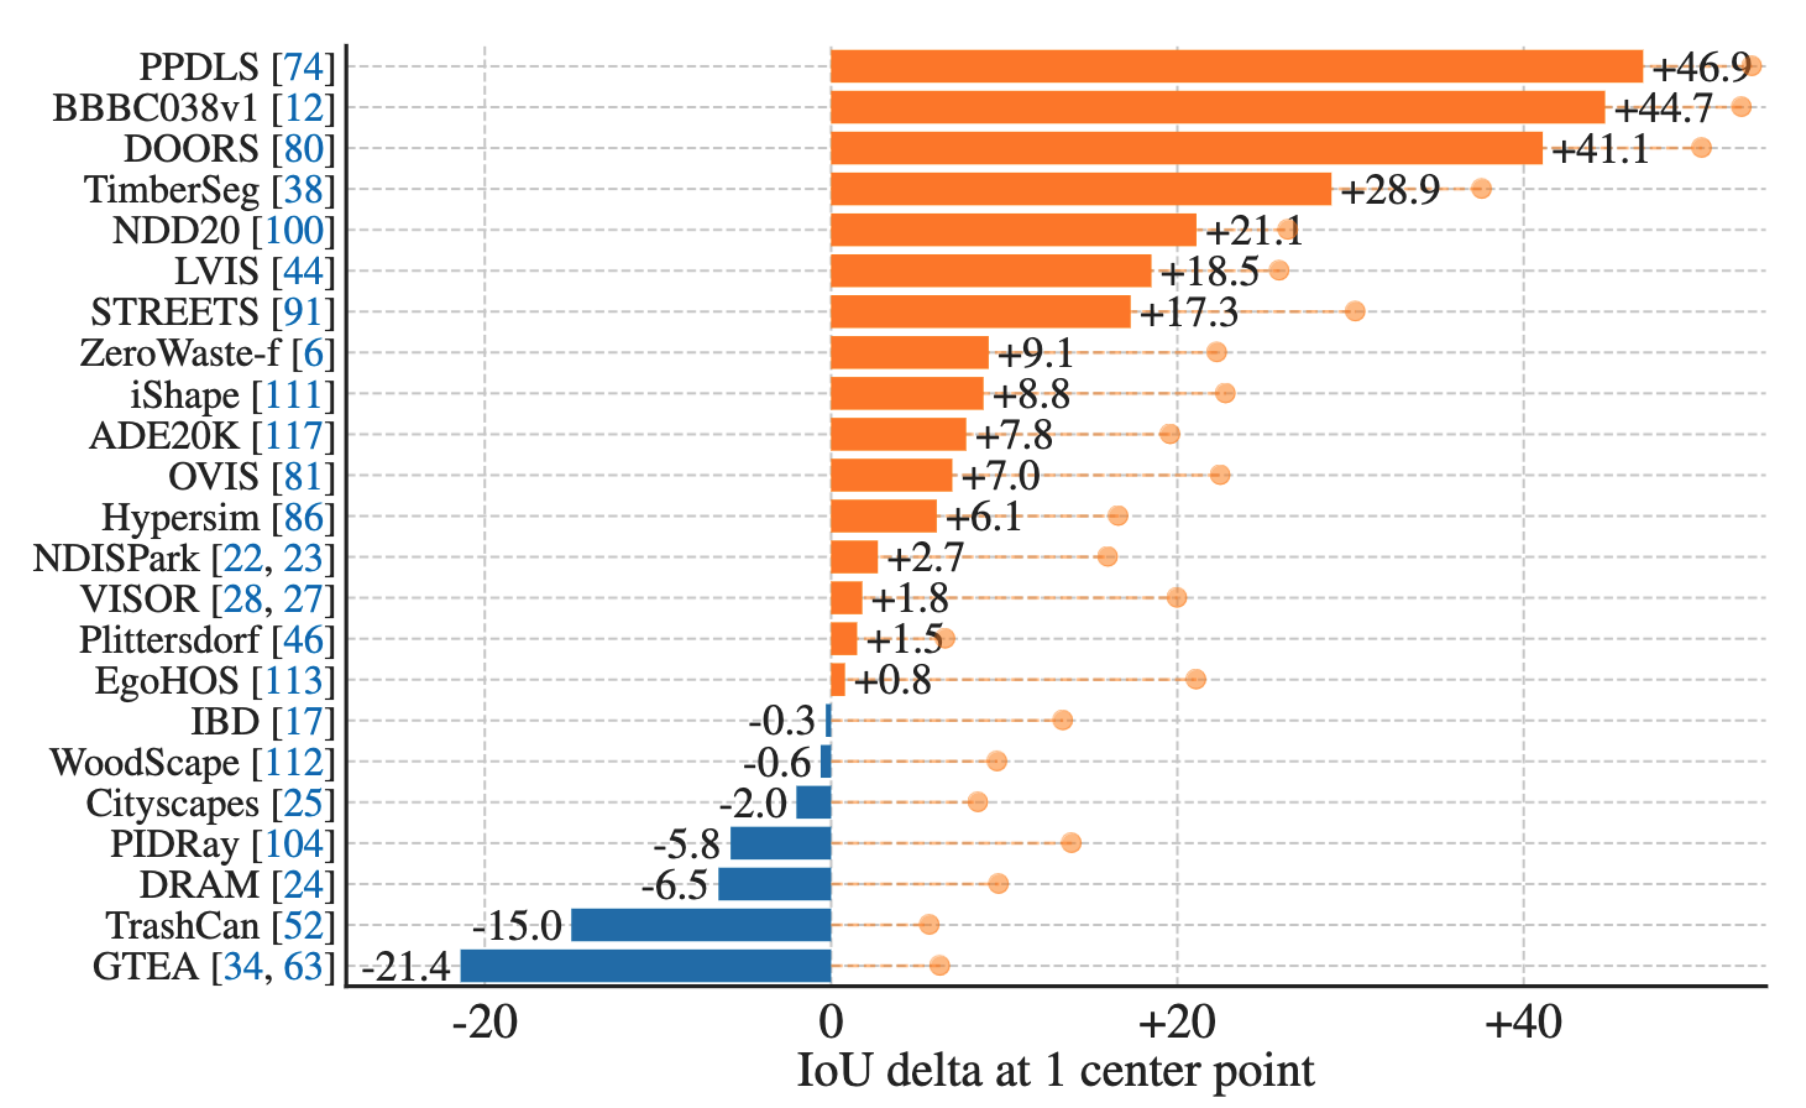 PPDLS [74] +46.9
BBBC038v1 [12] +44.7
DOORS [80] +41.1
TimberSeg [38] +28.9
NDD20 [100] +21.1
LVIS [44] +18.5
STREETS [91] +17.3
ZeroWaste-f [6] +9.1
iShape [111] +8.8
ADE20K [117] +7.8
OVIS [81] +7.0
Hypersim [86] +6.1
NDISPark [22, 23] +2.7
VISOR [28, 27] +1.8
Plittersdorf [46] +1.5
EgoHOS [113] +0.8
IBD [17] -0.3
WoodScape [112] -0.6
Cityscapes [25] -2.0
PIDRay [104] -5.8
DRAM [24] -6.5
TrashCan [52] -15.0
GTEA [34, 63] -21.4
-20 0 +20 +40
IoU delta at 1 center point